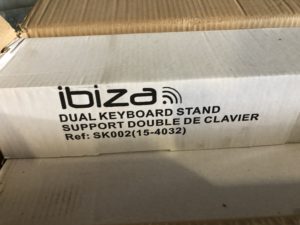 ibiza
DUAL KEYBOARD STAND
SUPPORT DOUBLE DE CLAVIER
Ref: SK002(15-4032)